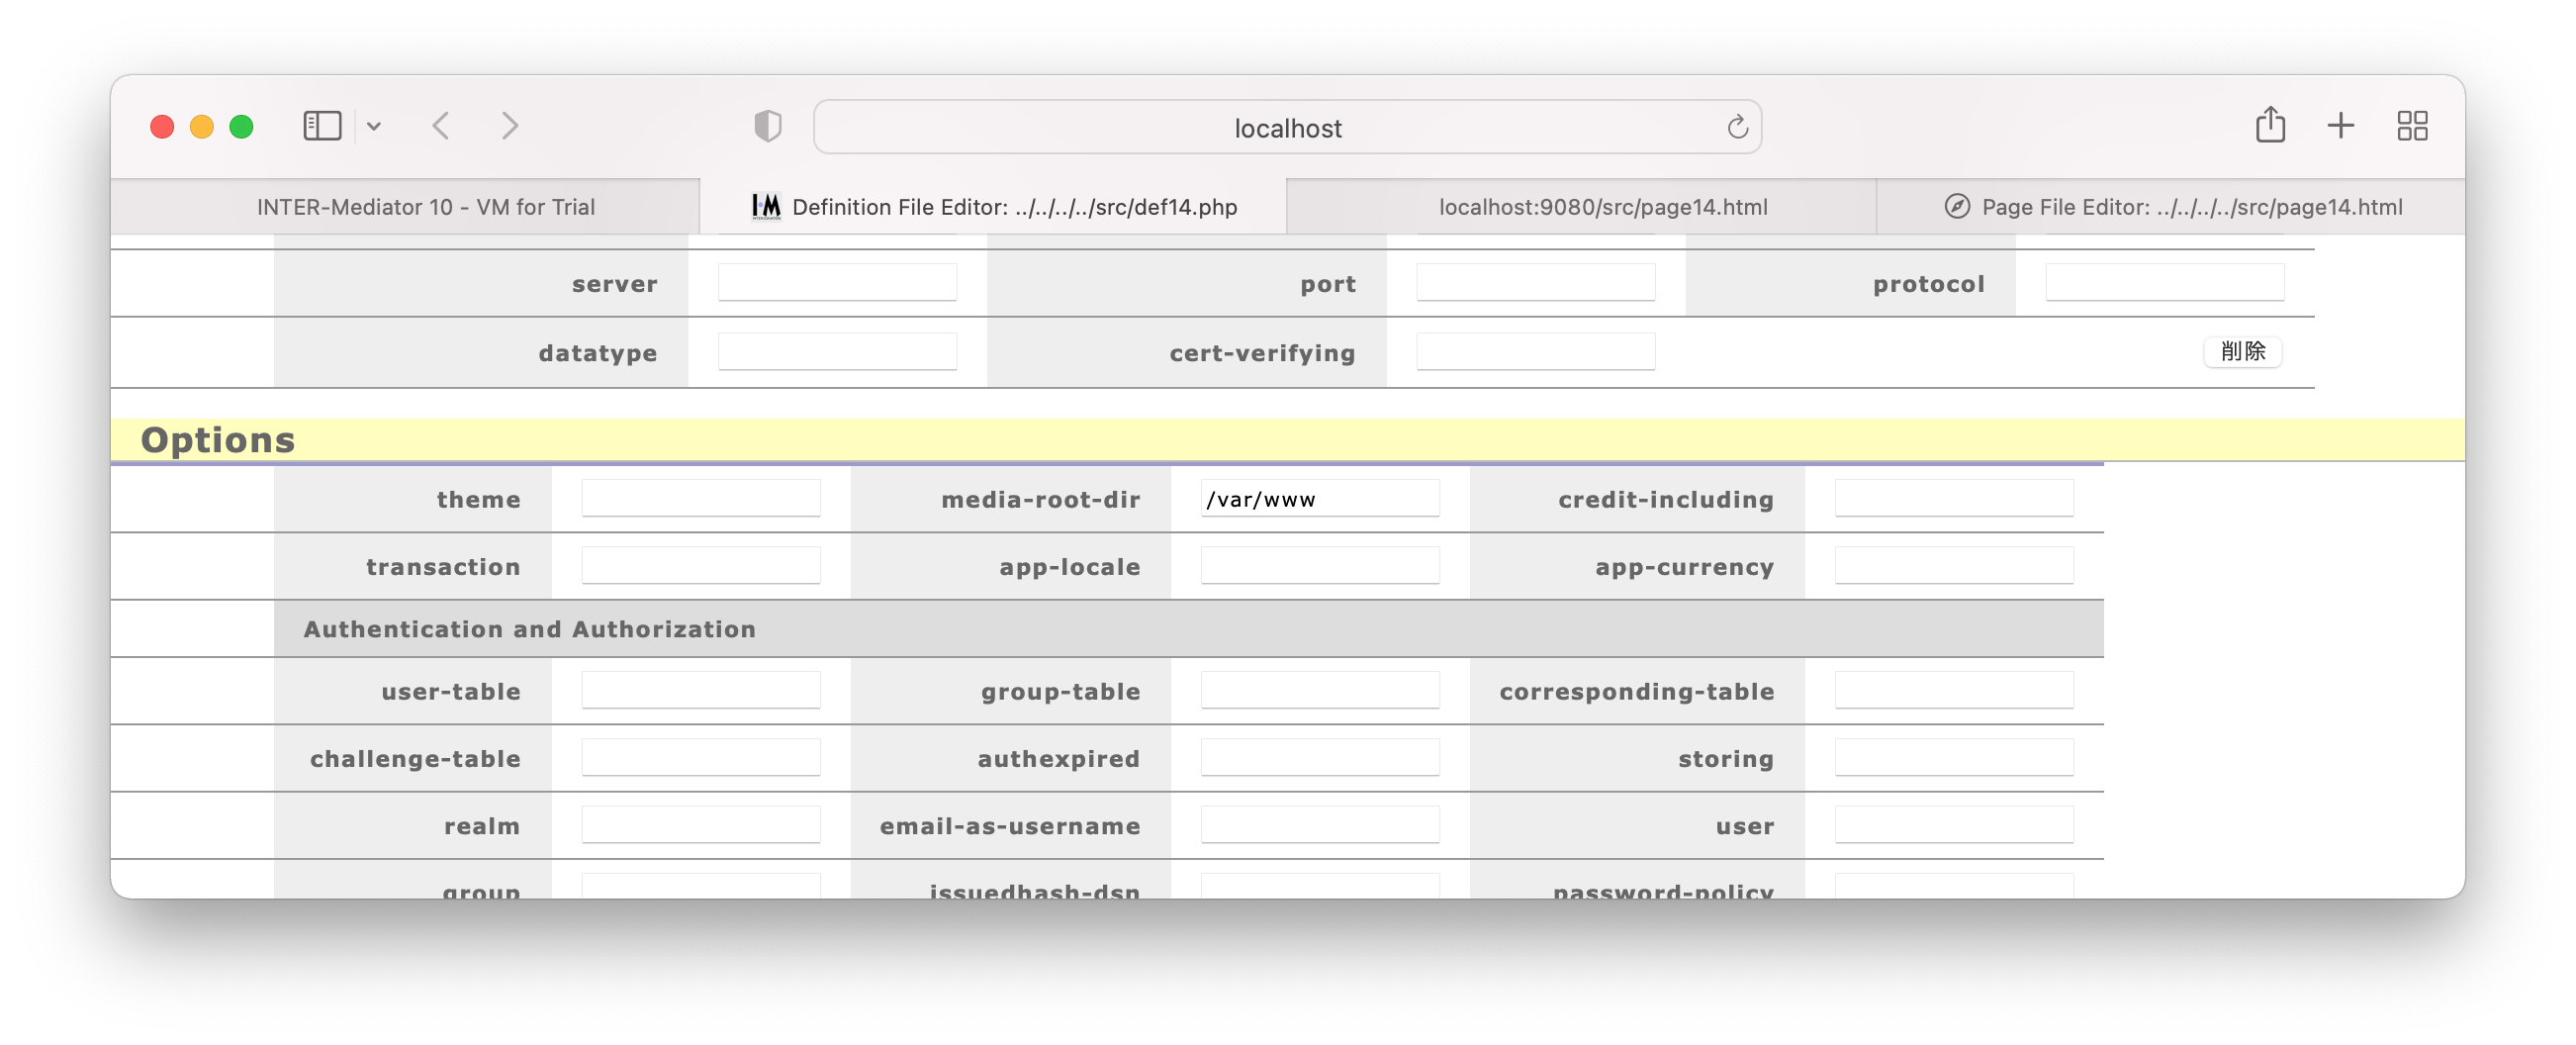 localhost
INTER-Mediator 10 - VM for Trial
I•M Definition File Editor: ../../../../src/def14.php
localhost:9080/src/page14.html
Page File Editor: ../../../../src/page14.html
server port protocol
datatype cert-verifying 削除
Options
theme media-root-dir /var/www credit-including
transaction app-locale app-currency
Authentication and Authorization
user-table group-table corresponding-table
challenge-table authexpired storing
realm email-as-username user
group issuedhash-dsn password-policy